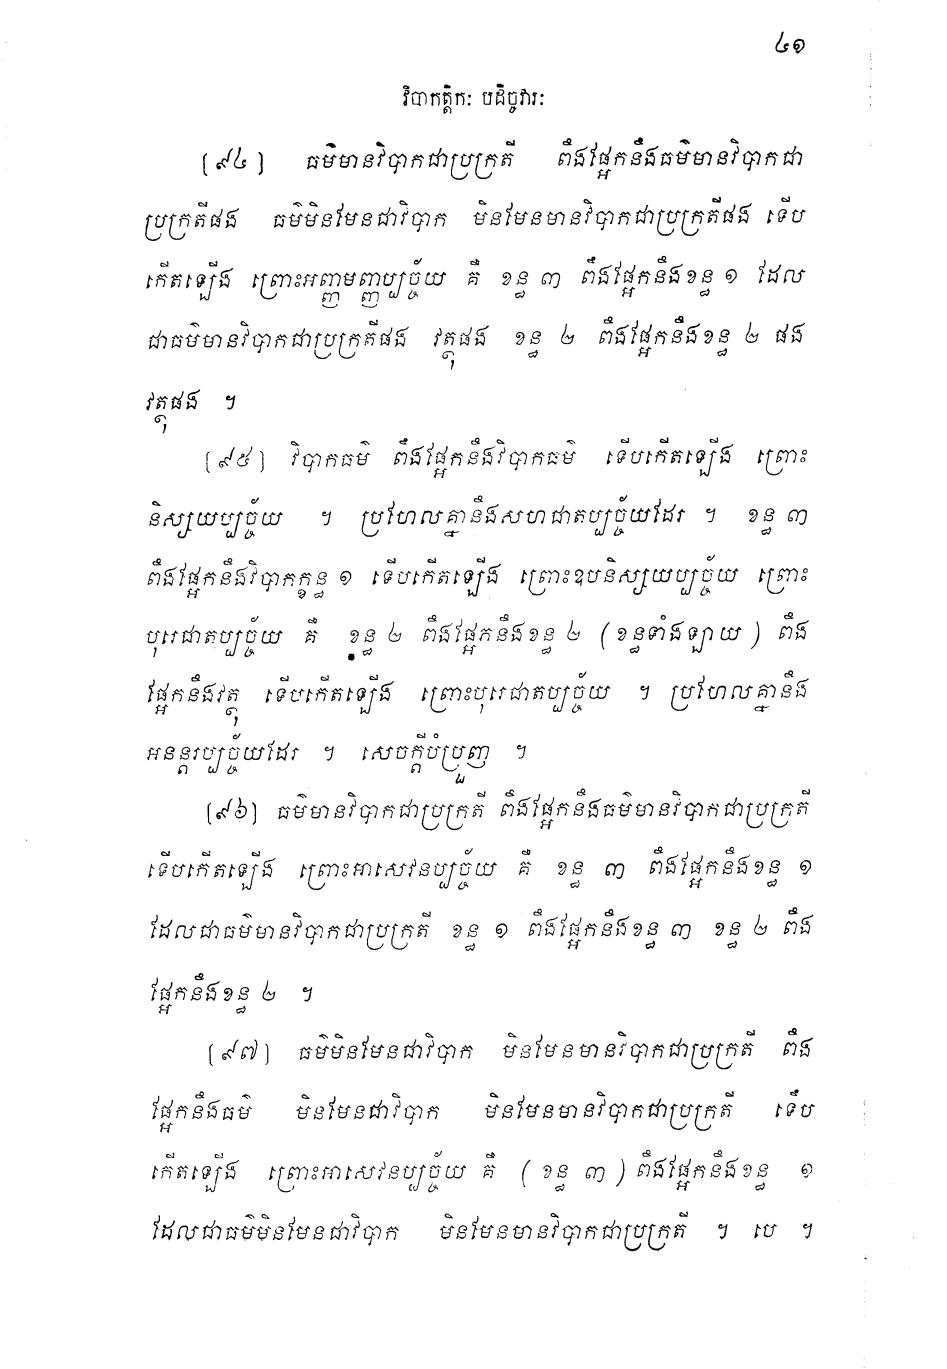 ៤១
វិបាកត្តិកៈ បដិច្ចវារៈ
(៩៤) ធម៌មានវិបាកជាប្រក្រតី ពឹងផ្អែកនឹងធម៌មានវិបាកជា
ប្រក្រតីផង ធម៌មិនមែនជាវិបាក មិនមែនមានវិបាកជាប្រក្រតីផង ទើប
កើតឡើង ព្រោះអញ្ញាមញ្ញប្បច្ច័យ គឺ ខន្ធ ៣ ពឹងផ្អែកនឹងខន្ធ ១ ដែល
ជាធម៌មានវិបាកជាប្រក្រតីផង វត្ថុផង ខន្ធ ២ ពឹងផ្អែកនឹងខន្ធ ២ ផង
វត្ថុផង ។
(៩៥) វិបាកធម៌ ពឹងផ្អែកនឹងវិបាកធម៌ ទើបកើតឡើង ព្រោះ
និស្សយប្បច្ច័យ ។ ប្រហែលគ្នានឹងសហជាតប្បច្ច័យដែរ ។ ខន្ធ ៣
ពឹងផ្អែកនឹងវិបាកក្ខន្ធ ១ ទើបកើតឡើង ព្រោះឧបនិស្សយប្បច្ច័យ ព្រោះ
បុរេជាតប្បច្ច័យ គឺ ខន្ធ ២ ពឹងផ្អែកនឹងខន្ធ ២ (ខន្ធទាំងឡាយ) ពឹង
ផ្អែកនឹងវត្ថុ ទើបកើតឡើង ព្រោះបុរេជាតប្បច្ច័យ ។ ប្រហែលគ្នានឹង
អនន្តរប្បច្ច័យដែរ ។ សេចក្តីបំប្រួញ ។
(៩៦) ធម៌មានវិបាកជាប្រក្រតី ពឹងផ្អែកនឹងធម៌មានវិបាកជាប្រក្រតី
ទើបកើតឡើង ព្រោះអាសេវនប្បច្ច័យ គឺ ខន្ធ ៣ ពឹងផ្អែកនឹងខន្ធ ១
ដែលជាធម៌មានវិបាកជាប្រក្រតី ខន្ធ ១ ពឹងផ្អែកនឹងខន្ធ ៣ ខន្ធ ២ ពឹង
ផ្អែកនឹងខន្ធ ២ ។
(៩៧) ធម៌មិនមែនជាវិបាក មិនមែនមានវិបាកជាប្រក្រតី ពឹង
ផ្អែកនឹងធម៌ មិនមែនជាវិបាក មិនមែនមានវិបាកជាប្រក្រតី ទើប
កើតឡើង ព្រោះអាសេវនប្បច្ច័យ គឺ (ខន្ធ ៣) ពឹងផ្អែកនឹងខន្ធ ១
ដែលជាធម៌មិនមែនជាវិបាក មិនមែនមានវិបាកជាប្រក្រតី ។ បេ ។